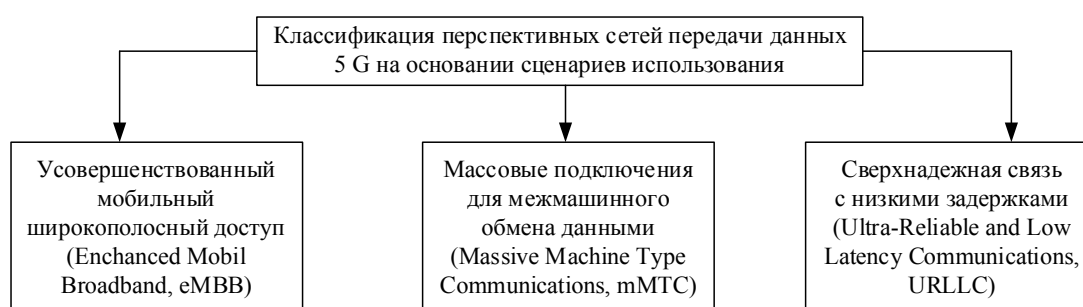 Классификация перспективных сетей передачи данных
5 G на основании сценариев использования
Усовершенствованный
мобильный
широкополосный доступ
(Enchanced Mobil
Broadband, eMBB)
Массовые подключения
для межмашинного
обмена данными
(Massive Machine Type
Communications, mMTC)
Сверхнадежная связь
с низкими задержками
(Ultra-Reliable and Low
Latency Communications,
URLLC)